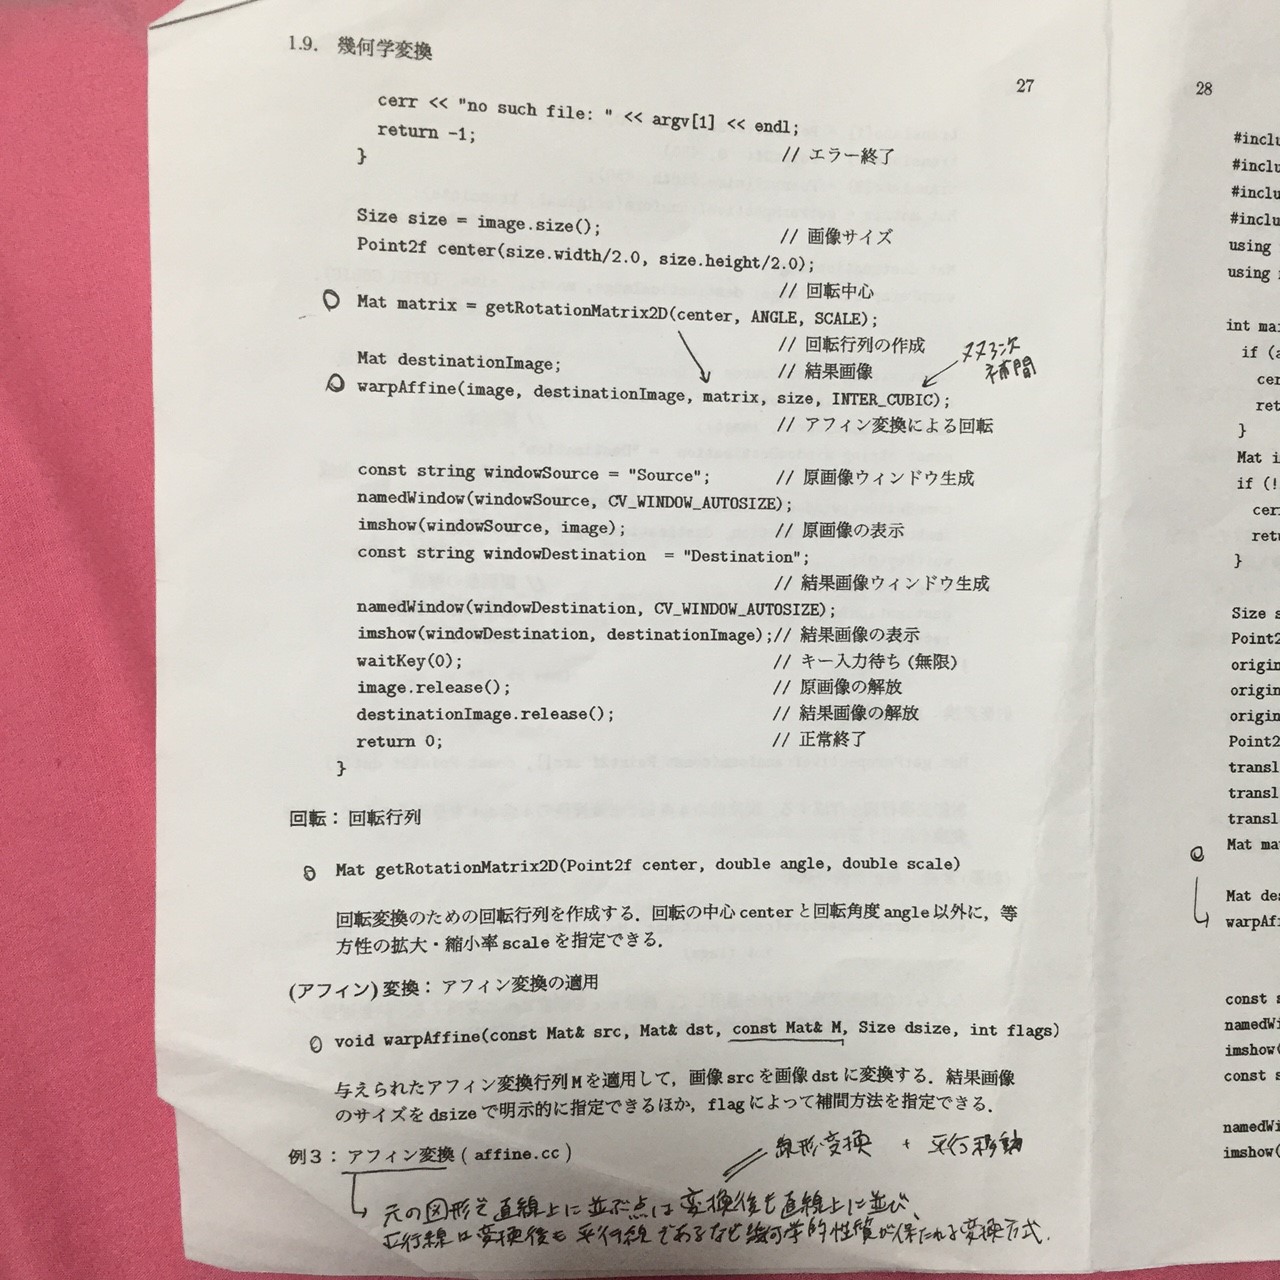 1.9. 幾何学変換
27
cerr << "no such file: " << argv[1] << endl;
return -1; // エラー終了
}
Size size = image.size(); // 画像サイズ
Point2f center(size.width/2.0, size.height/2.0);
// 回転中心
Mat matrix = getRotationMatrix2D(center, ANGLE, SCALE);
// 回転行列の作成
Mat destinationImage; // 結果画像
warpAffine(image, destinationImage, matrix, size, INTER_CUBIC);
// アフィン変換による回転
補間
const string windowSource = "Source"; // 原画像ウィンドウ生成
namedWindow(windowSource, CV_WINDOW_AUTOSIZE);
imshow(windowSource, image); // 原画像の表示
const string windowDestination = "Destination";
// 結果画像ウィンドウ生成
namedWindow(windowDestination, CV_WINDOW_AUTOSIZE);
imshow(windowDestination, destinationImage);// 結果画像の表示
waitKey(0); // キー入力待ち(無限)
image.release(); // 原画像の解放
destinationImage.release(); // 結果画像の解放
return 0; // 正常終了
}
回転: 回転行列
Mat getRotationMatrix2D(Point2f center, double angle, double scale)
回転変換のための回転行列を作成する. 回転の中心 center と回転角度 angle 以外に, 等
方性の拡大・縮小率 scale を指定できる.
(アフィン)変換: アフィン変換の適用
void warpAffine(const Mat& src, Mat& dst, const Mat& M, Size dsize, int flags)
与えられたアフィン変換行列 M を適用して, 画像 src を画像 dst に変換する. 結果画像
のサイズを dsize で明示的に指定できるほか, flag によって補間方法を指定できる.
例3: アフィン変換 ( affine.cc )
線形変換 + 平行移動
元の図形で直線上に並ぶ点は変換後も直線上に並び、
平行線は変換後も平行線であるなど幾何学的性質が保たれる変換方式.
28
#inclu
#inclu
#inclu
#inclu
using
using
int mai
if (a
cer
ret
}
Mat i
if (!
cer
retu
}
Size s
Point2
origin
origin
origin
Point2
transl
transl
transl
Mat ma
Mat des
warpAff
const s
namedWi
imshow(
const s
namedWi
imshow(